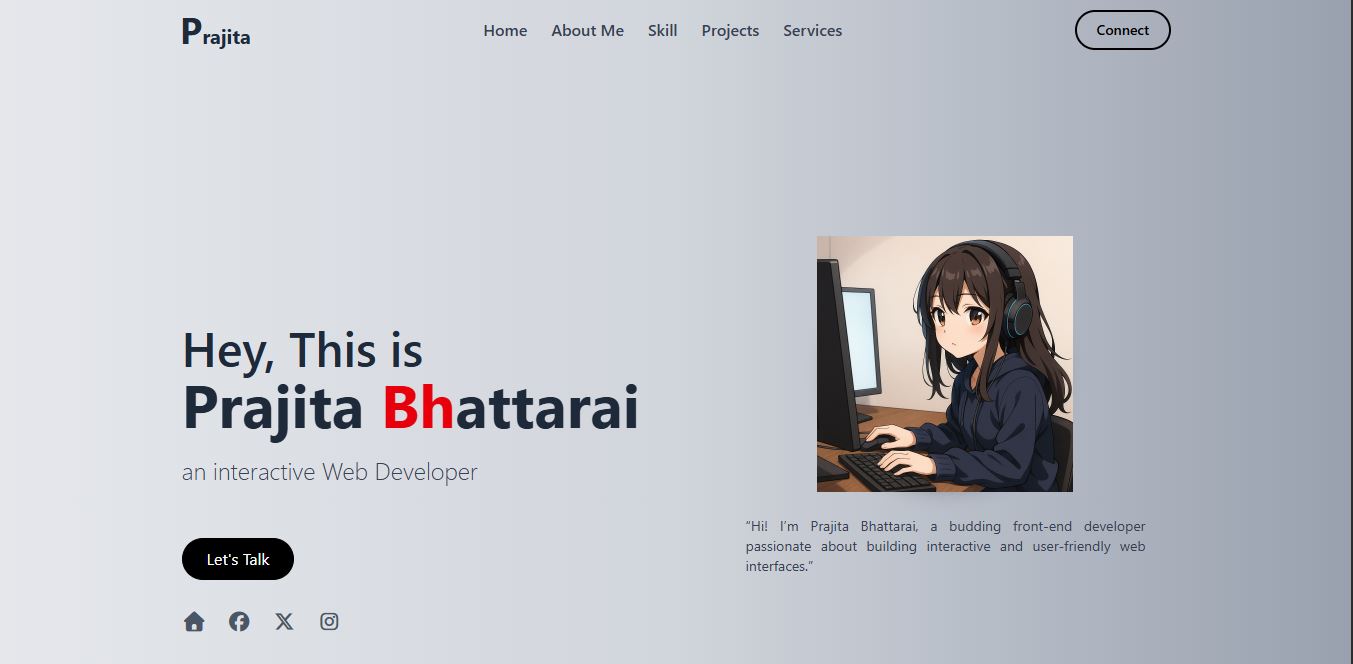 Prajita
Home About Me Skill Projects Services
Connect
Hey, This is
Prajita Bhattarai
an interactive Web Developer
Let's Talk
“Hi! I’m Prajita Bhattarai, a budding front-end developer
passionate about building interactive and user-friendly web
interfaces.”